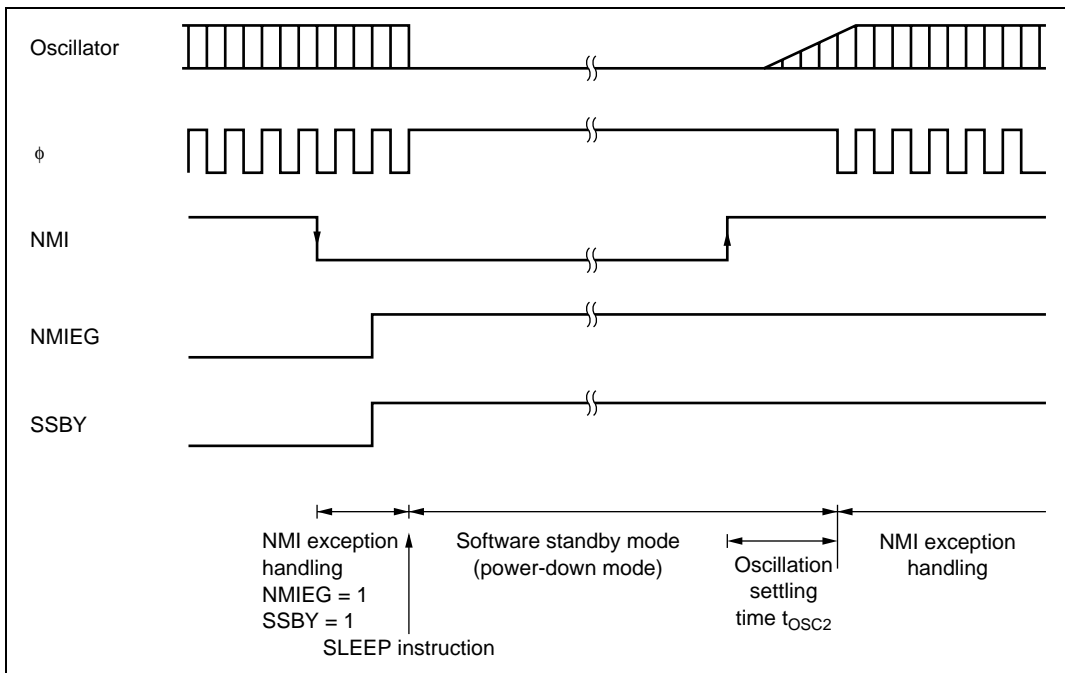 Oscillator
ϕ
NMI
NMIEG
SSBY
NMI exception
handling
NMIEG = 1
SSBY = 1
SLEEP instruction
Software standby mode
(power-down mode)
Oscillation
settling
time tOSC2
NMI exception
handling